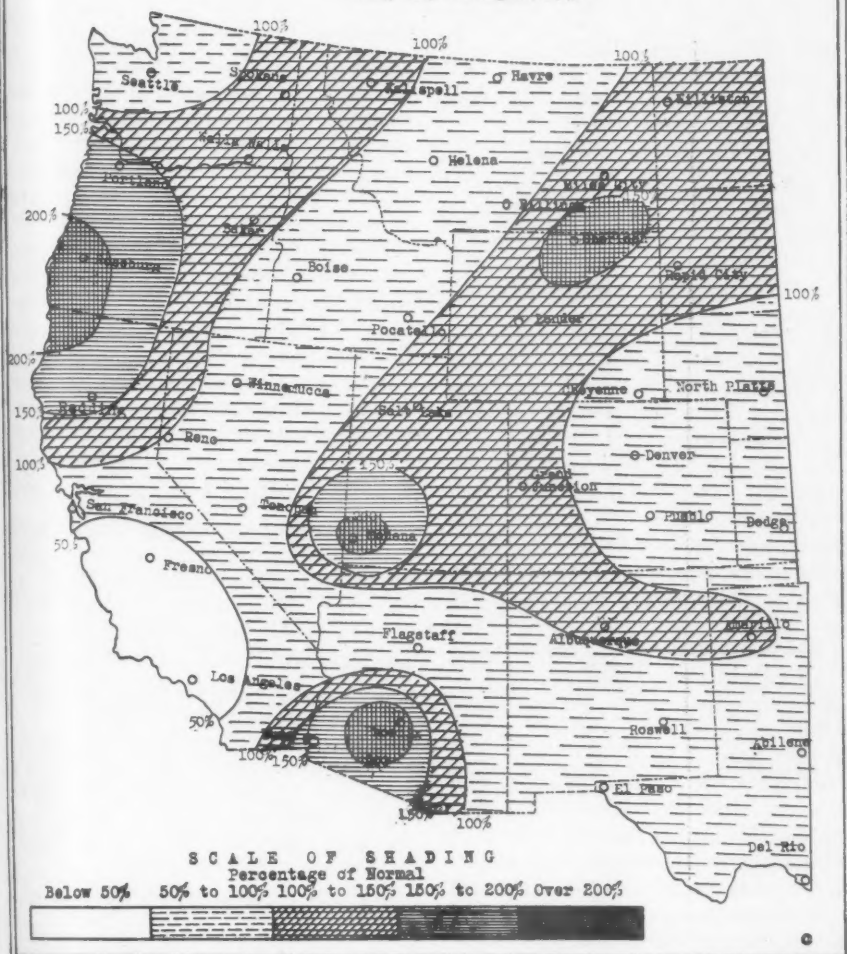 100%
100%
100%
Seattle
Spokane
Kalispell
Havre
Williston
100%
150%
Walla Walla
Helena
Portland
Miles City
150%
Billings
200%
Baker
Sheridan
Roseburg
Boise
Rapid City
100%
Pocatello
Lander
200%
Winnemucca
Cheyenne
North Platte
Redding
Salt Lake
150%
Reno
Denver
100%
150%
Grand
Junction
San Francisco
Tonopah
Pueblo
Dodge
50%
Modena
Fresno
Flagstaff
Albuquerque
Amarillo
Los Angeles
50%
Roswell
Abilene
100%
150%
El Paso
150%
100%
Del Rio
SCALE OF SHADING
Percentage of Normal
Below 50% 50% to 100% 100% to 150% 150% to 200% Over 200%
C